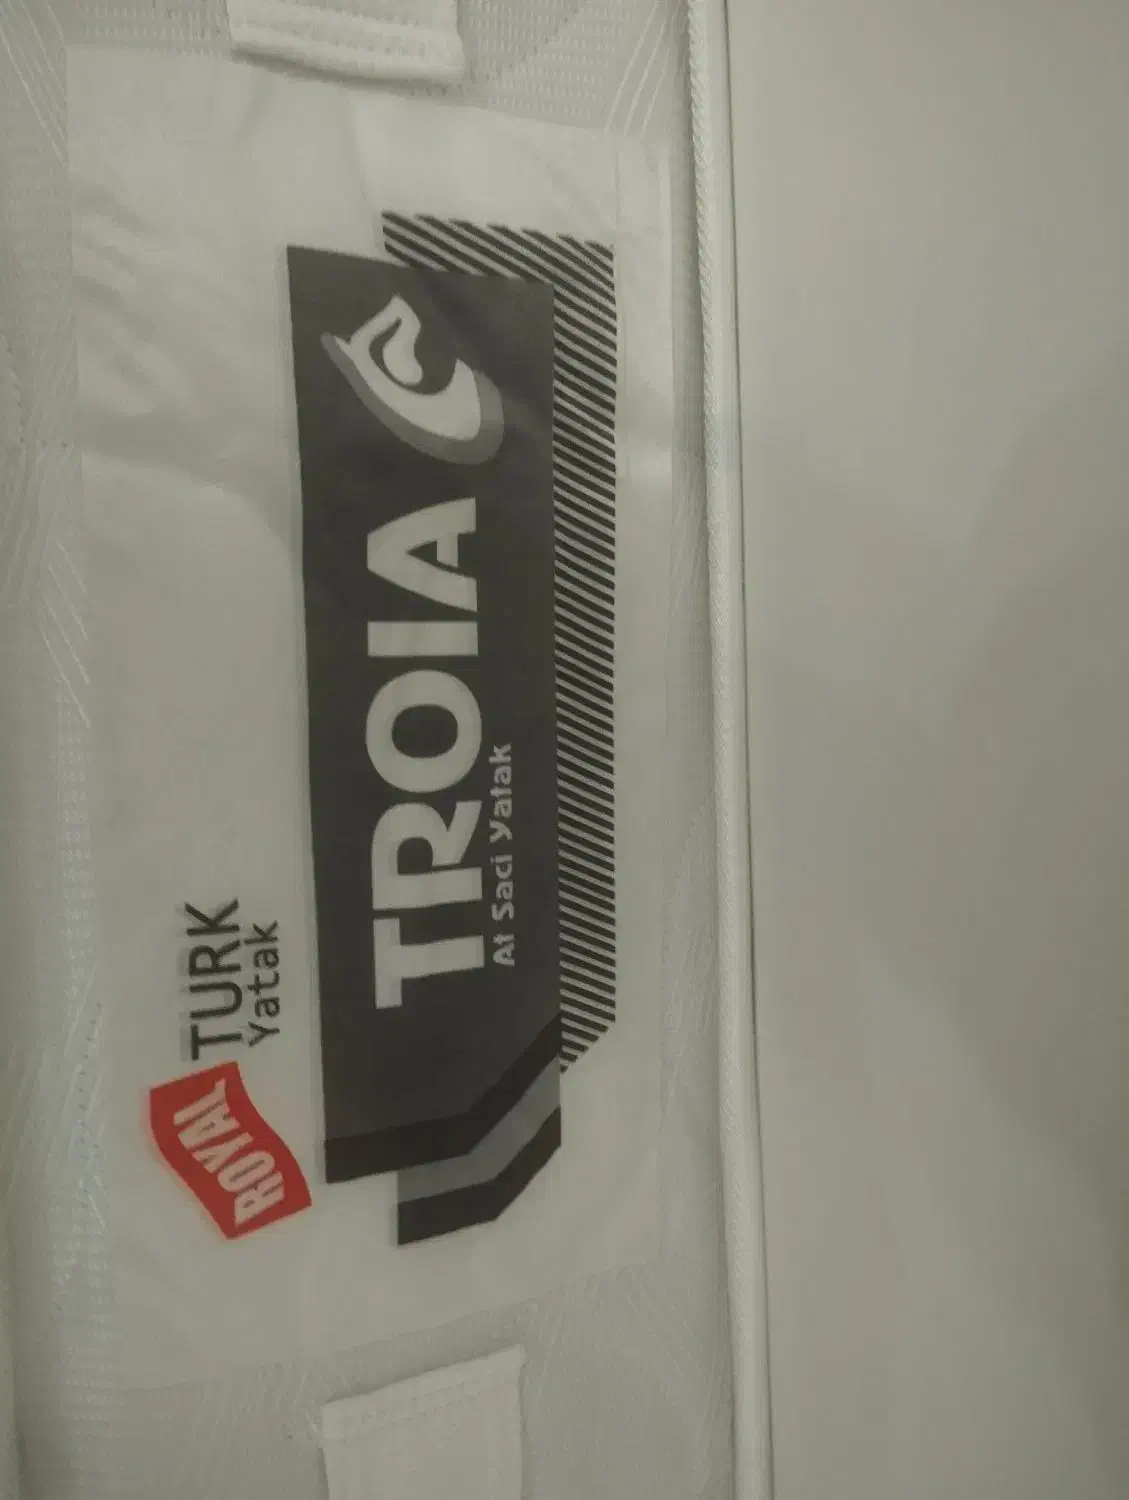 ROYAL
TURK
Yatak
TROIA
At Saci Yatak